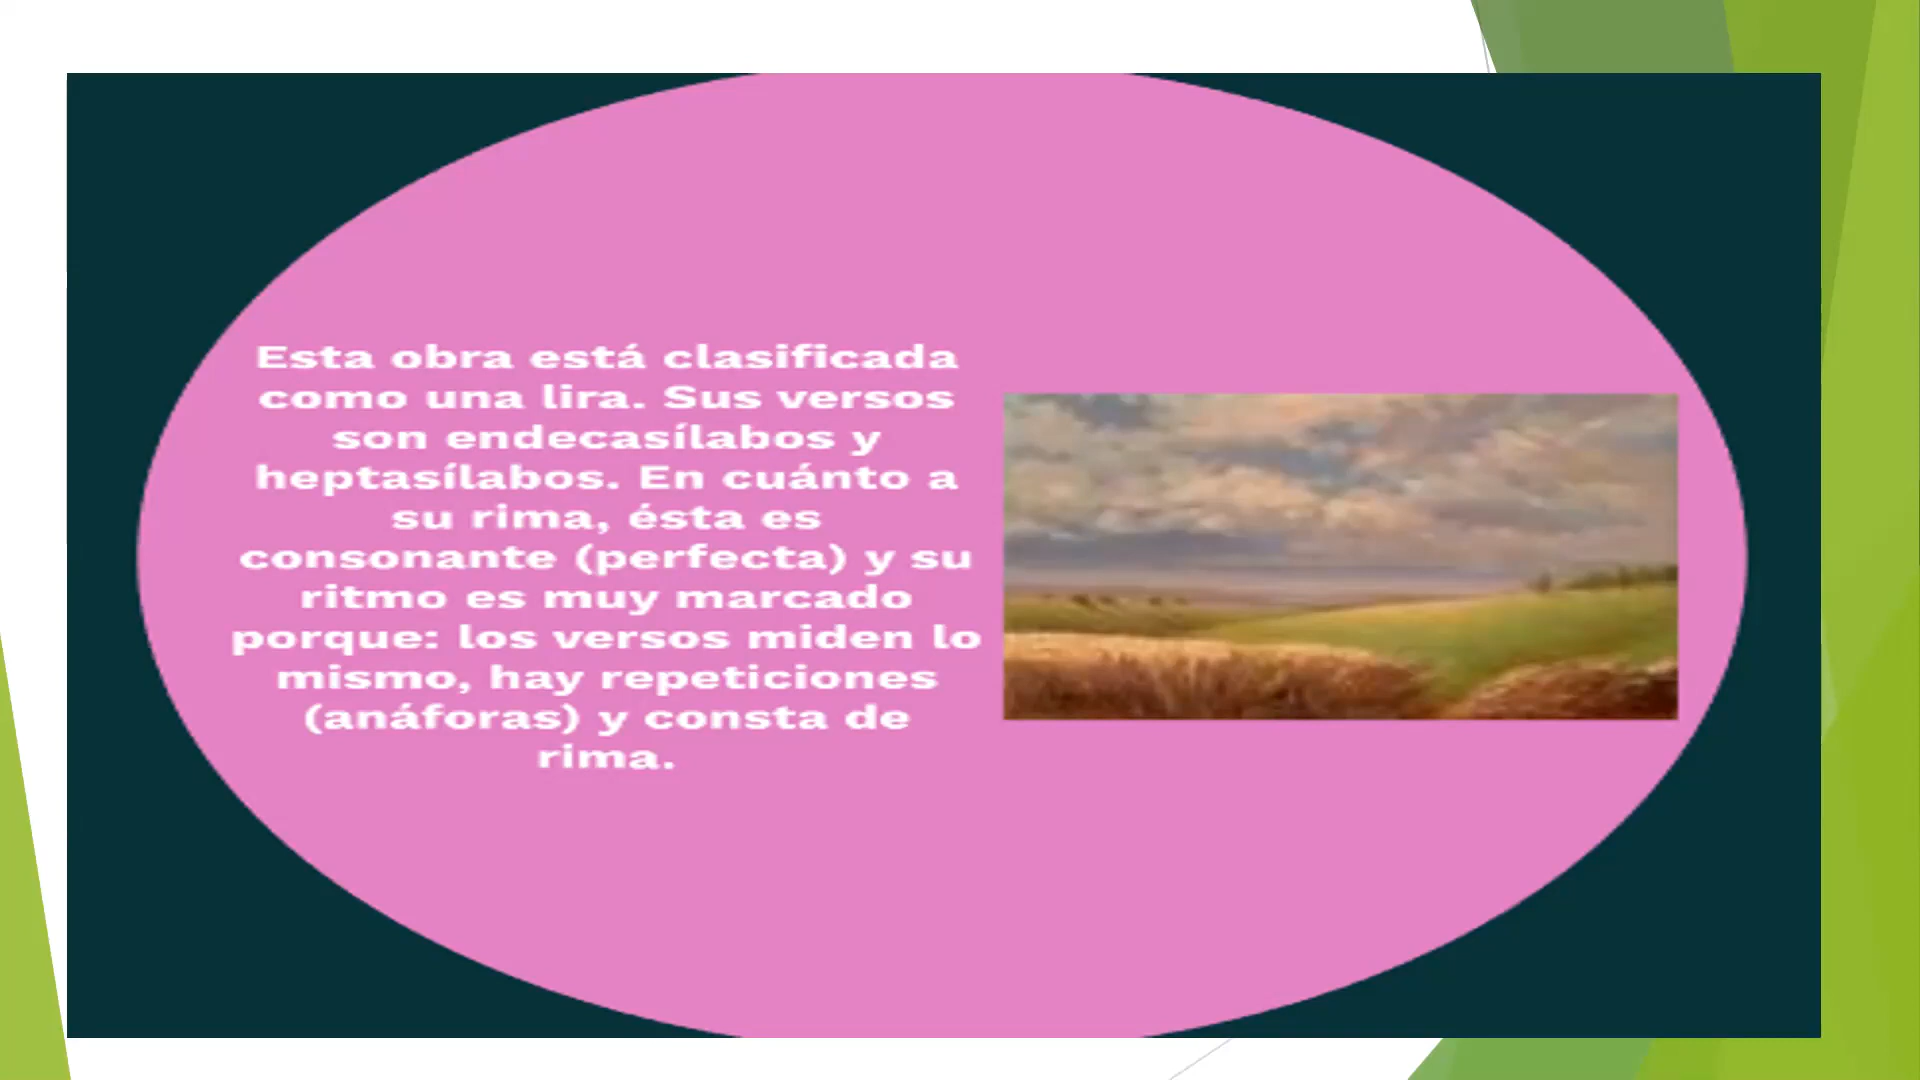 Esta obra está clasificada
como una lira. Sus versos
son endecasílabos y
heptasílabos. En cuánto a
su rima, ésta es
consonante (perfecta) y su
ritmo es muy marcado
porque: los versos miden lo
mismo, hay repeticiones
(anáforas) y consta de
rima.